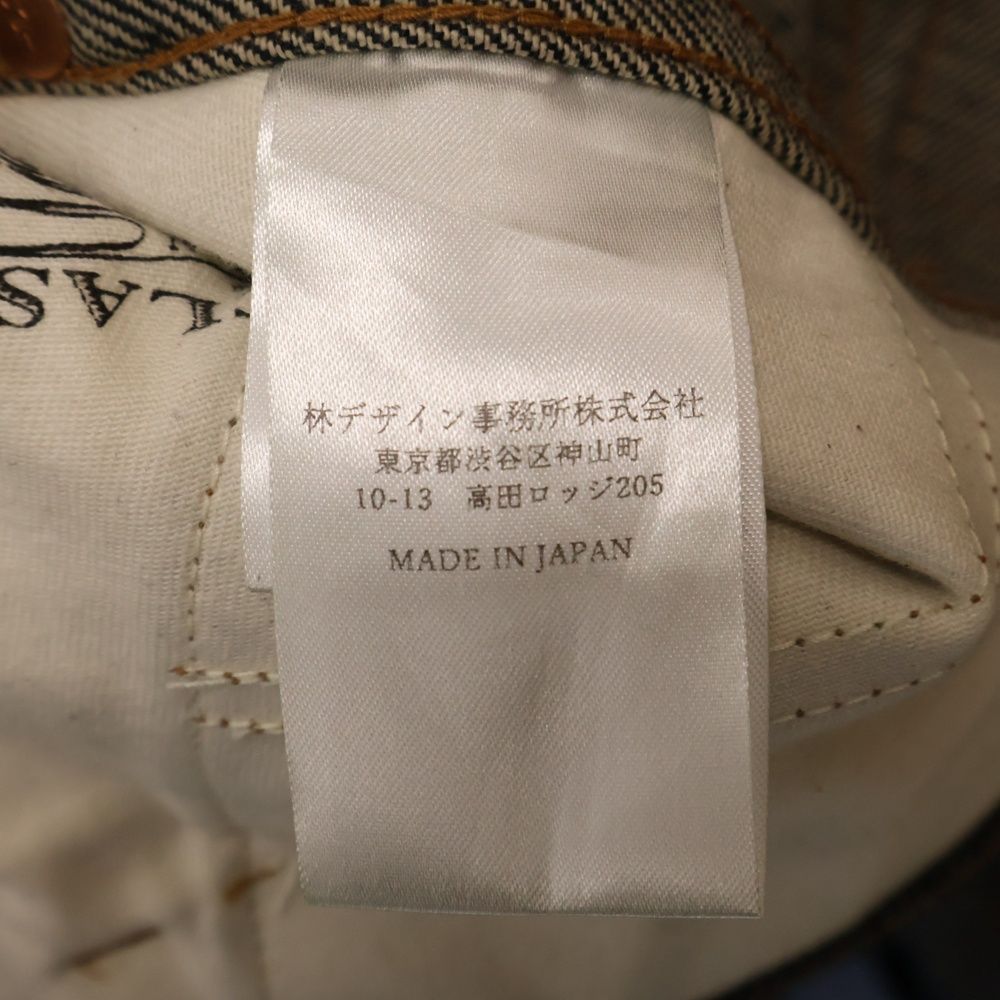 林デザイン事務所株式会社
東京都渋谷区神山町
10-13　高田ロッジ205
MADE IN JAPAN